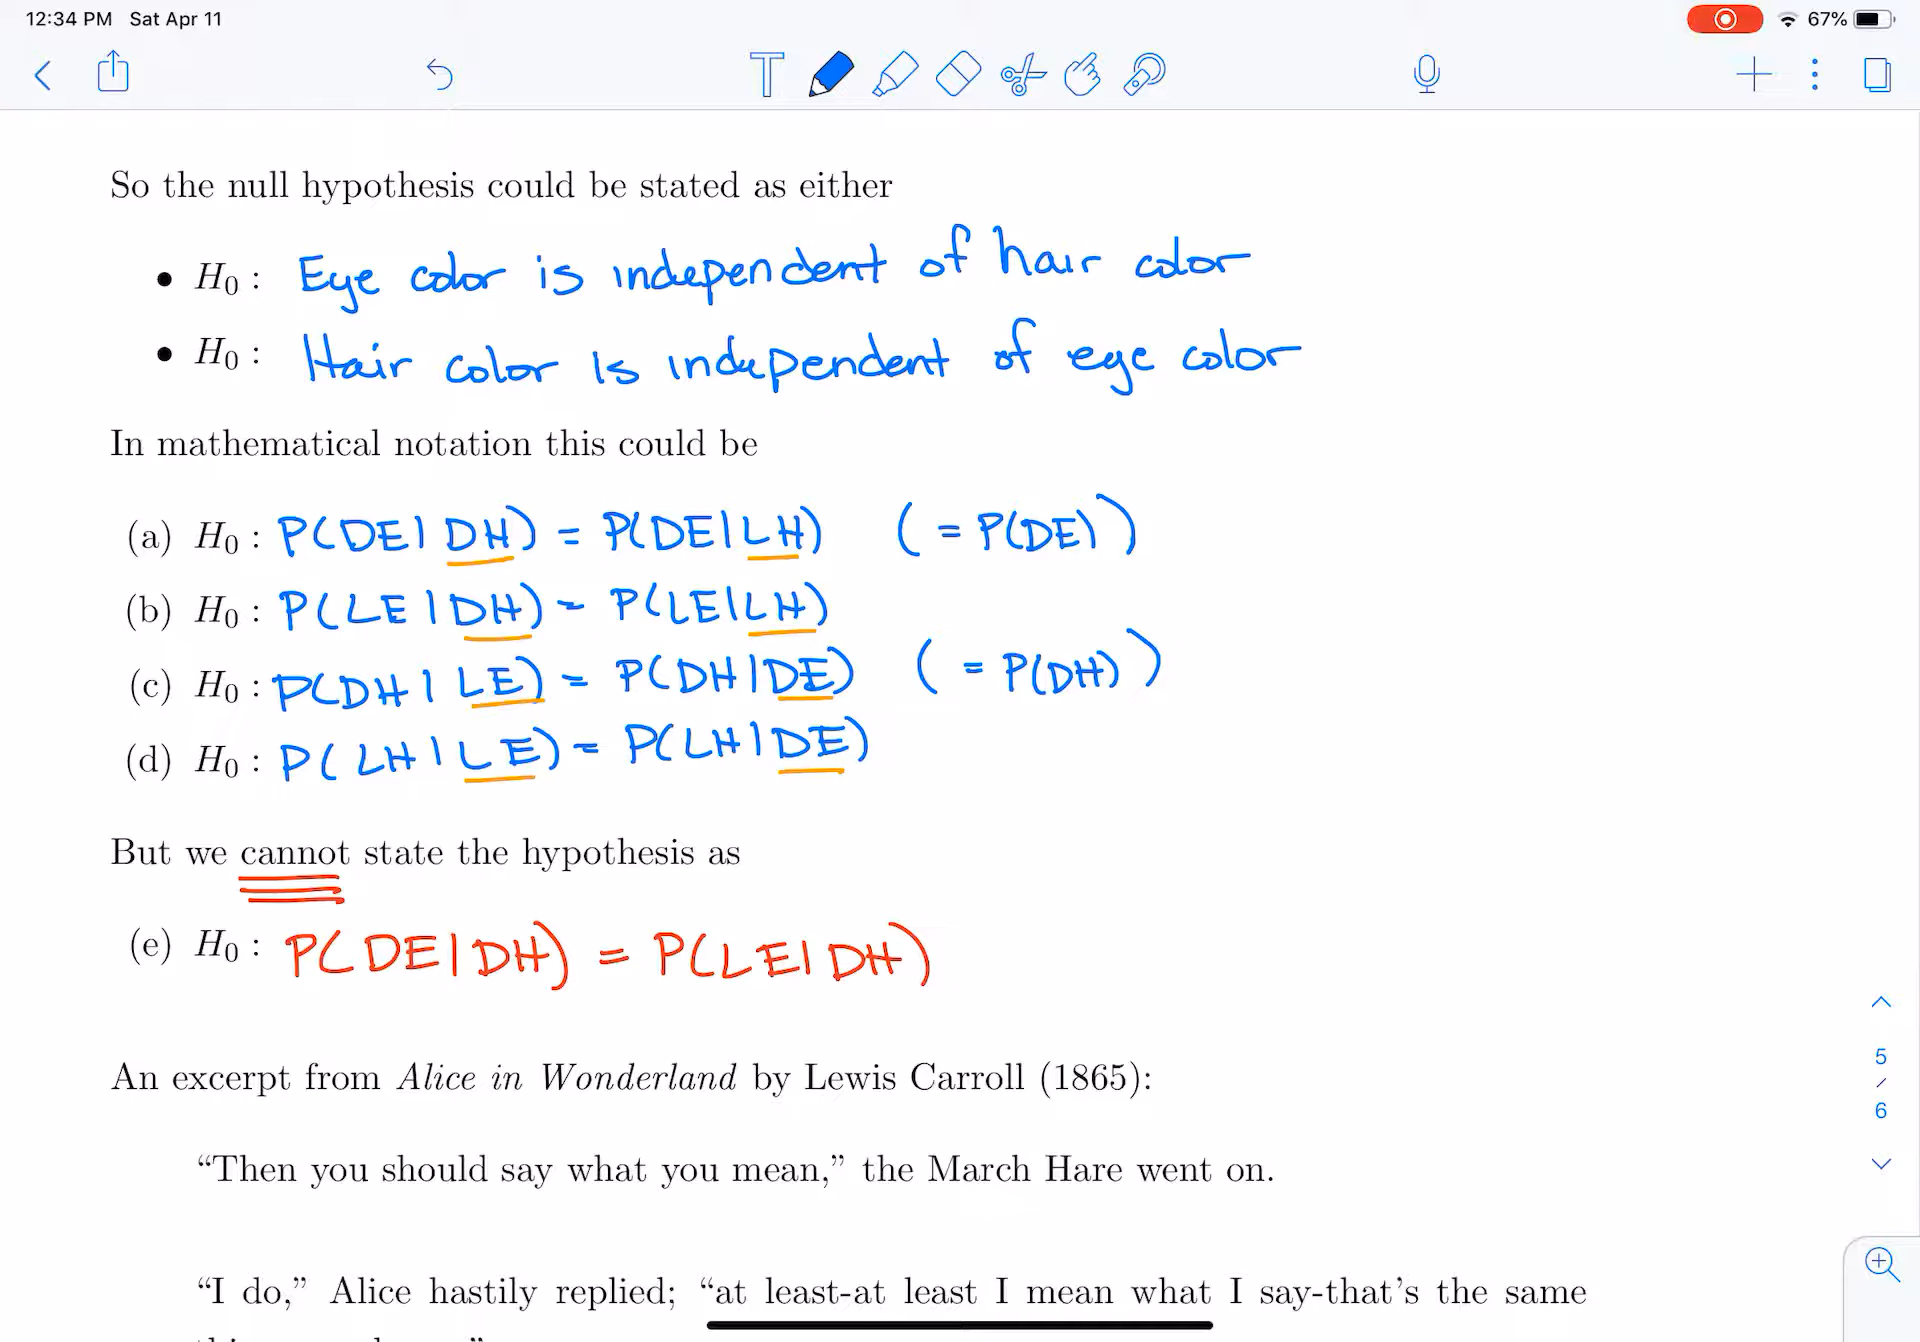 12:34 PM Sat Apr 11 67%
T
So the null hypothesis could be stated as either
• H₀ : Eye color is independent of hair color
• H₀ : Hair color is independent of eye color
In mathematical notation this could be
(a) H₀ : P(DE|DH) = P(DE|LH) (= P(DE))
(b) H₀ : P(LE|DH) = P(LE|LH)
(c) H₀ : P(DH|LE) = P(DH|DE) (= P(DH))
(d) H₀ : P(LH|LE) = P(LH|DE)
But we cannot state the hypothesis as
(e) H₀ : P(DE|DH) = P(LE|DH)
An excerpt from Alice in Wonderland by Lewis Carroll (1865):
5
/
6
“Then you should say what you mean,” the March Hare went on.
“I do,” Alice hastily replied; “at least-at least I mean what I say-that’s the same